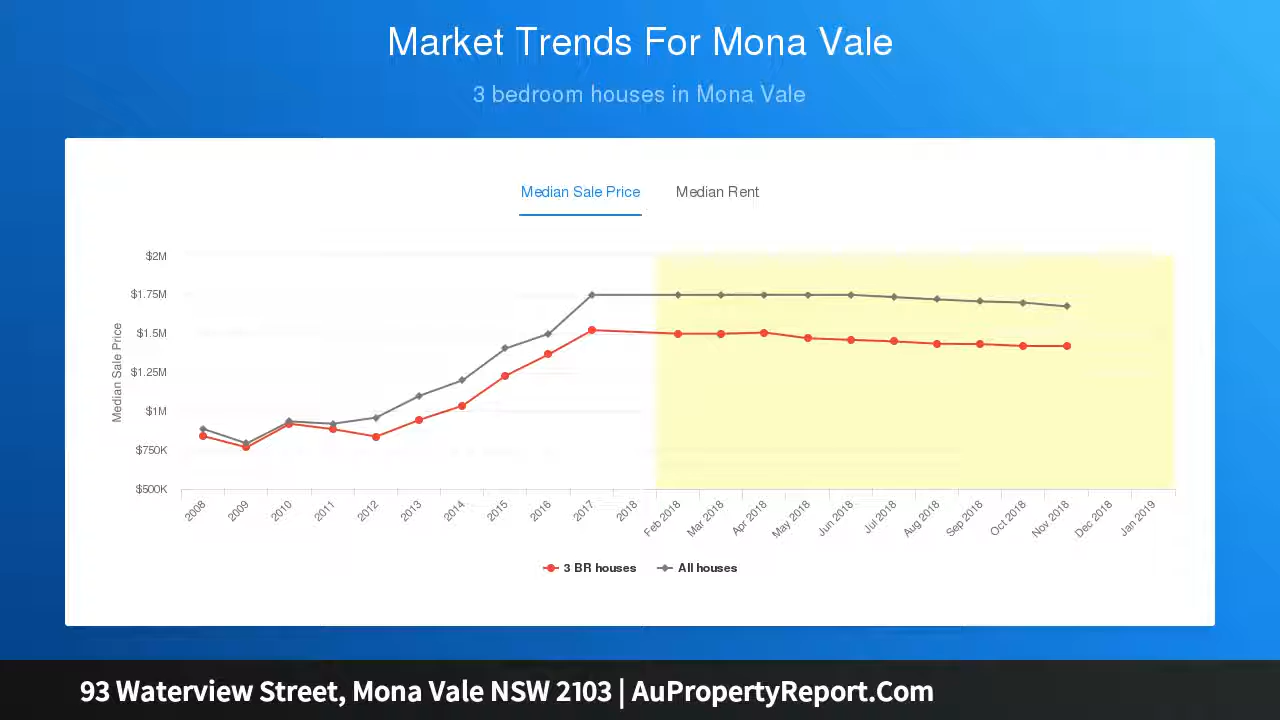 Market Trends For Mona Vale
3 bedroom houses in Mona Vale
Median Sale Price Median Rent
Median Sale Price
$2M
$1.75M
$1.5M
$1.25M
$1M
$750K
$500K
2008 2009 2010 2011 2012 2013 2014 2015 2016 2017 2018 Feb 2018 Mar 2018 Apr 2018 May 2018 Jun 2018 Jul 2018 Aug 2018 Sep 2018 Oct 2018 Nov 2018 Dec 2018 Jan 2019
3 BR houses All houses
93 Waterview Street, Mona Vale NSW 2103 | AuPropertyReport.Com